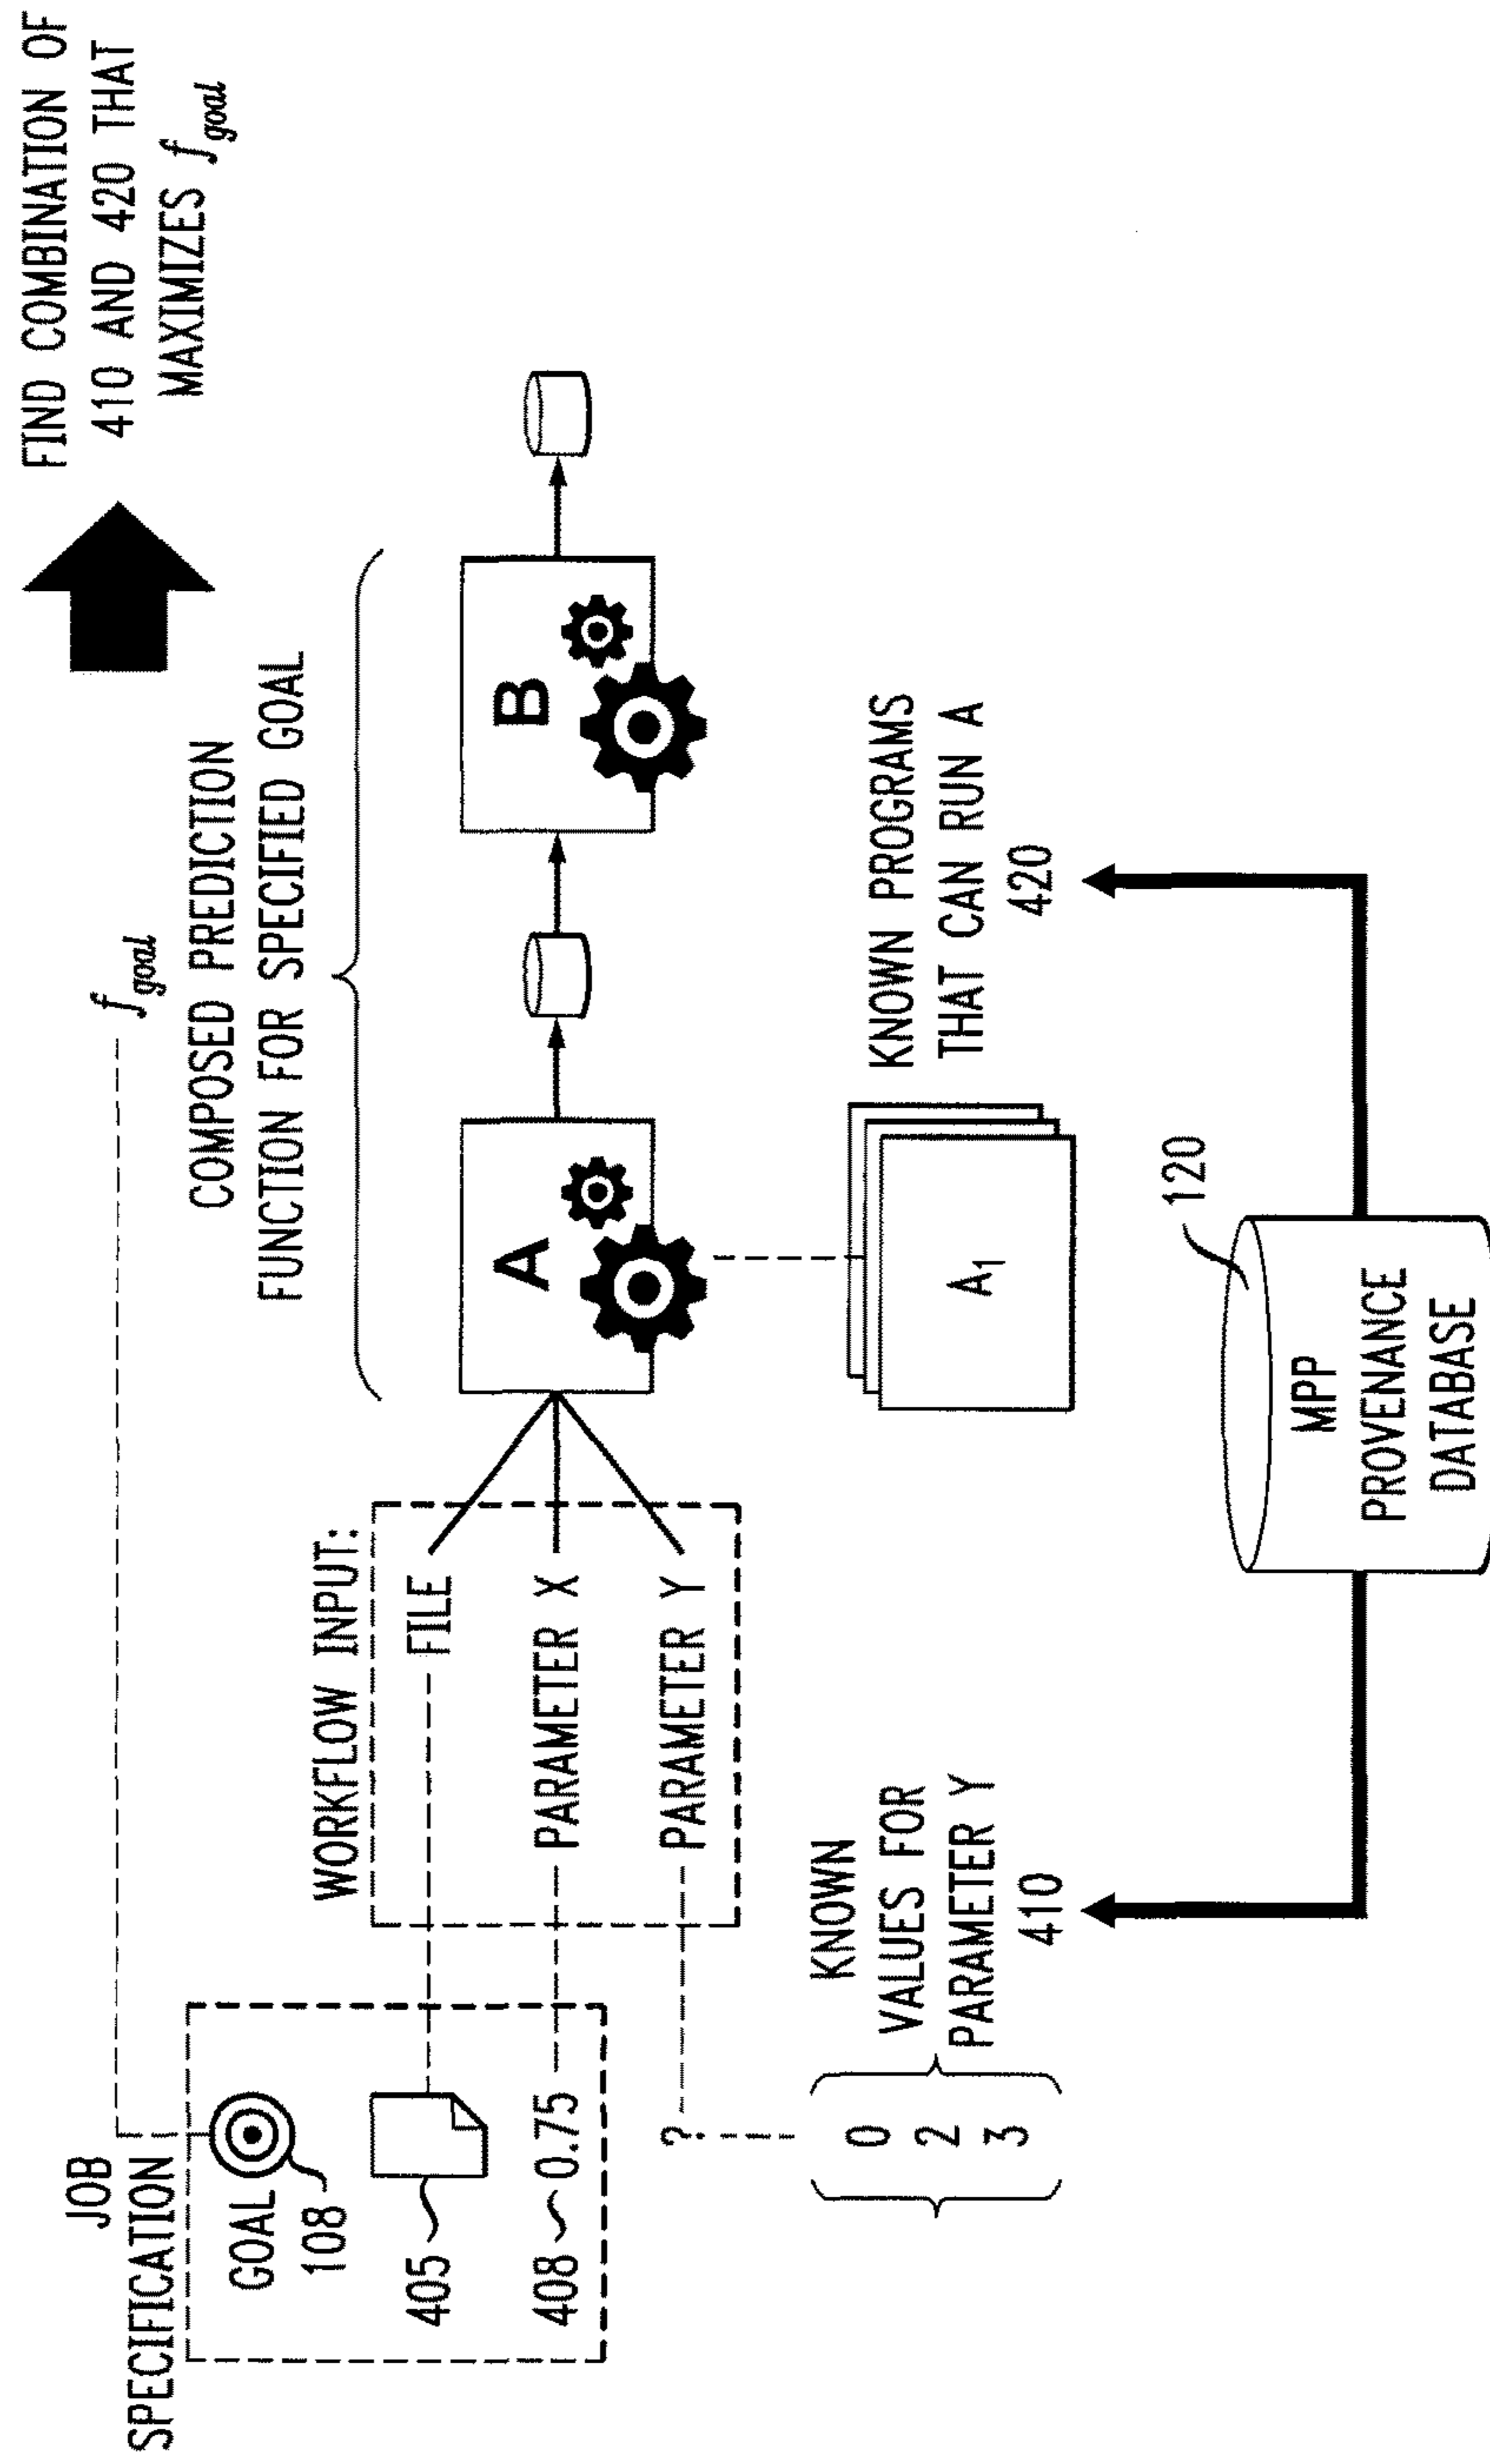 JOB
SPECIFICATION
GOAL
108
405
408
0.75
?
0
2
3
KNOWN
VALUES FOR
PARAMETER Y
410
WORKFLOW INPUT:
FILE
PARAMETER X
PARAMETER Y
f goal
COMPOSED PREDICTION
FUNCTION FOR SPECIFIED GOAL
A
B
A1
KNOWN PROGRAMS
THAT CAN RUN A
420
120
MPP
PROVENANCE
DATABASE
FIND COMBINATION OF
410 AND 420 THAT
MAXIMIZES f goal